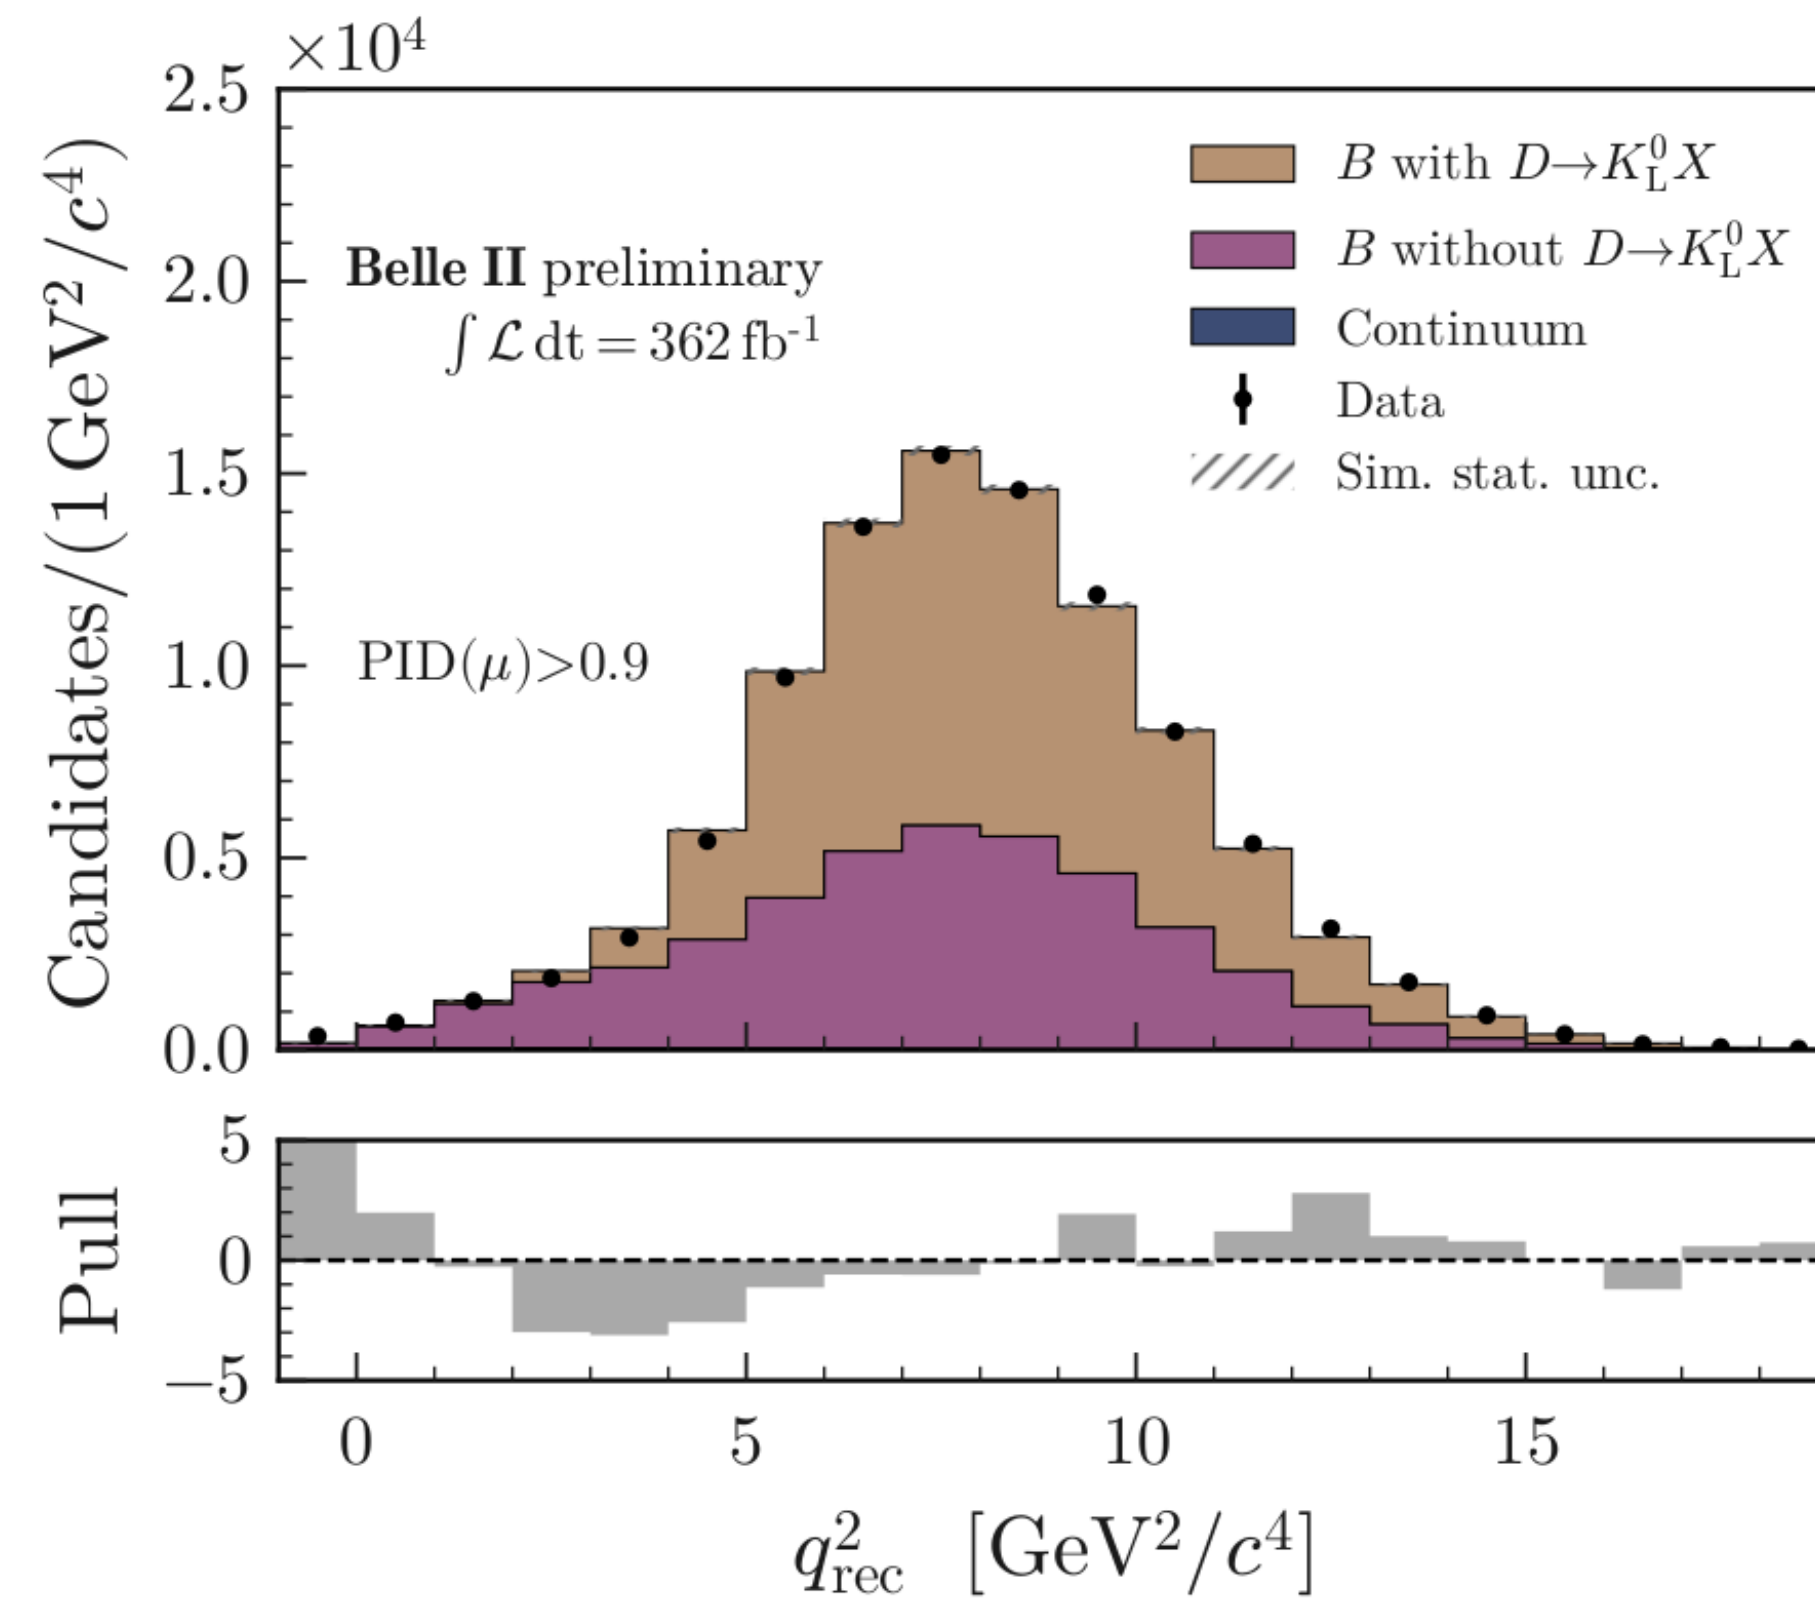 ×10⁴
Candidates/(1 GeV²/c⁴)
2.5
2.0
1.5
1.0
0.5
0.0
Belle II preliminary
∫ ℒ dt = 362 fb⁻¹
PID(μ)>0.9
B with D→K⁰_L X
B without D→K⁰_L X
Continuum
Data
Sim. stat. unc.
Pull
5
0
−5
0 5 10 15
q²_rec [GeV²/c⁴]